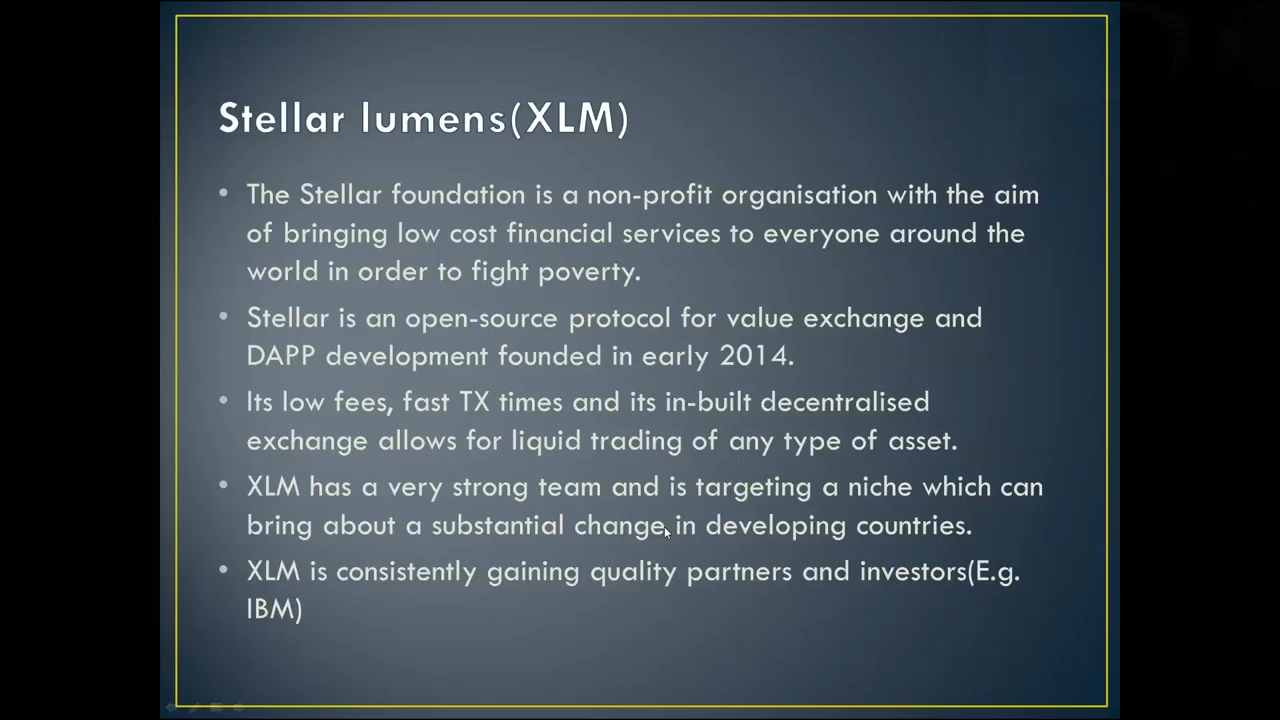 Stellar lumens(XLM)
• The Stellar foundation is a non-profit organisation with the aim
of bringing low cost financial services to everyone around the
world in order to fight poverty.
• Stellar is an open-source protocol for value exchange and
DAPP development founded in early 2014.
• Its low fees, fast TX times and its in-built decentralised
exchange allows for liquid trading of any type of asset.
• XLM has a very strong team and is targeting a niche which can
bring about a substantial change in developing countries.
• XLM is consistently gaining quality partners and investors(E.g.
IBM)